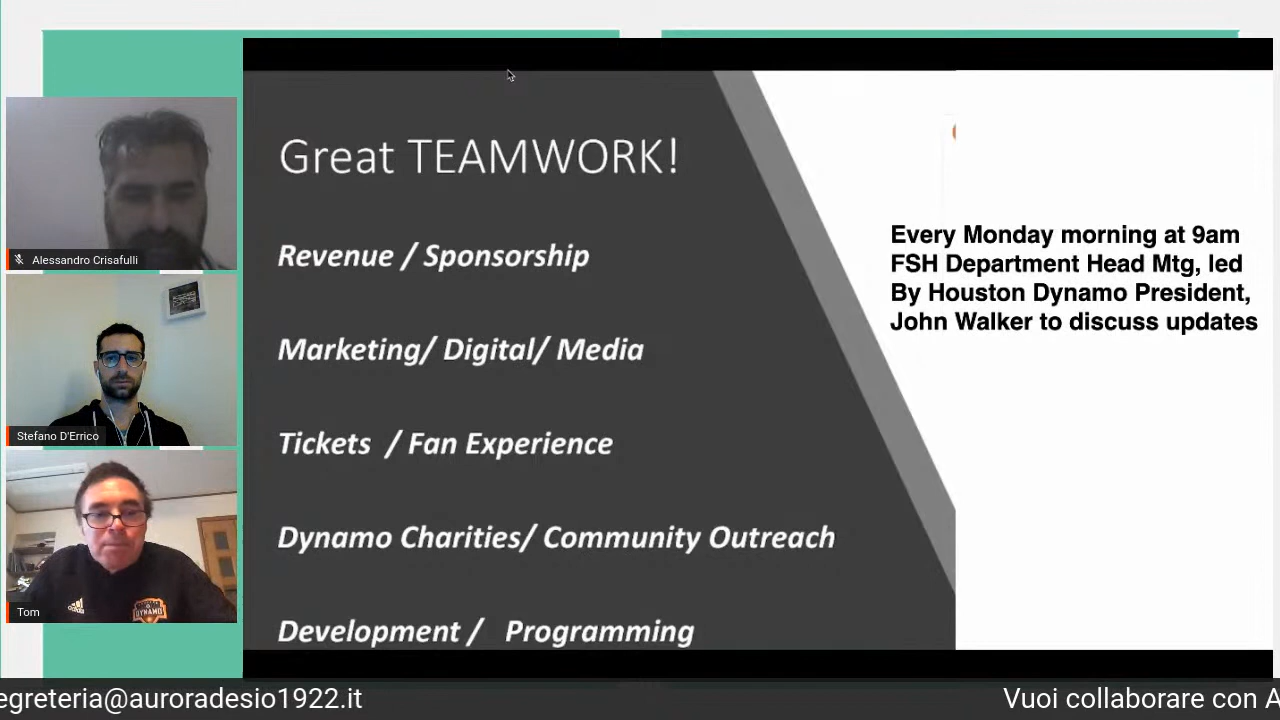 Great TEAMWORK!
Revenue / Sponsorship
Marketing/ Digital/ Media
Tickets / Fan Experience
Dynamo Charities/ Community Outreach
Development / Programming
Every Monday morning at 9am
FSH Department Head Mtg, led
By Houston Dynamo President,
John Walker to discuss updates
Alessandro Crisafulli
Stefano D'Errico
Tom
DYNAMO
egreteria@auroradesio1922.it
Vuoi collaborare con A